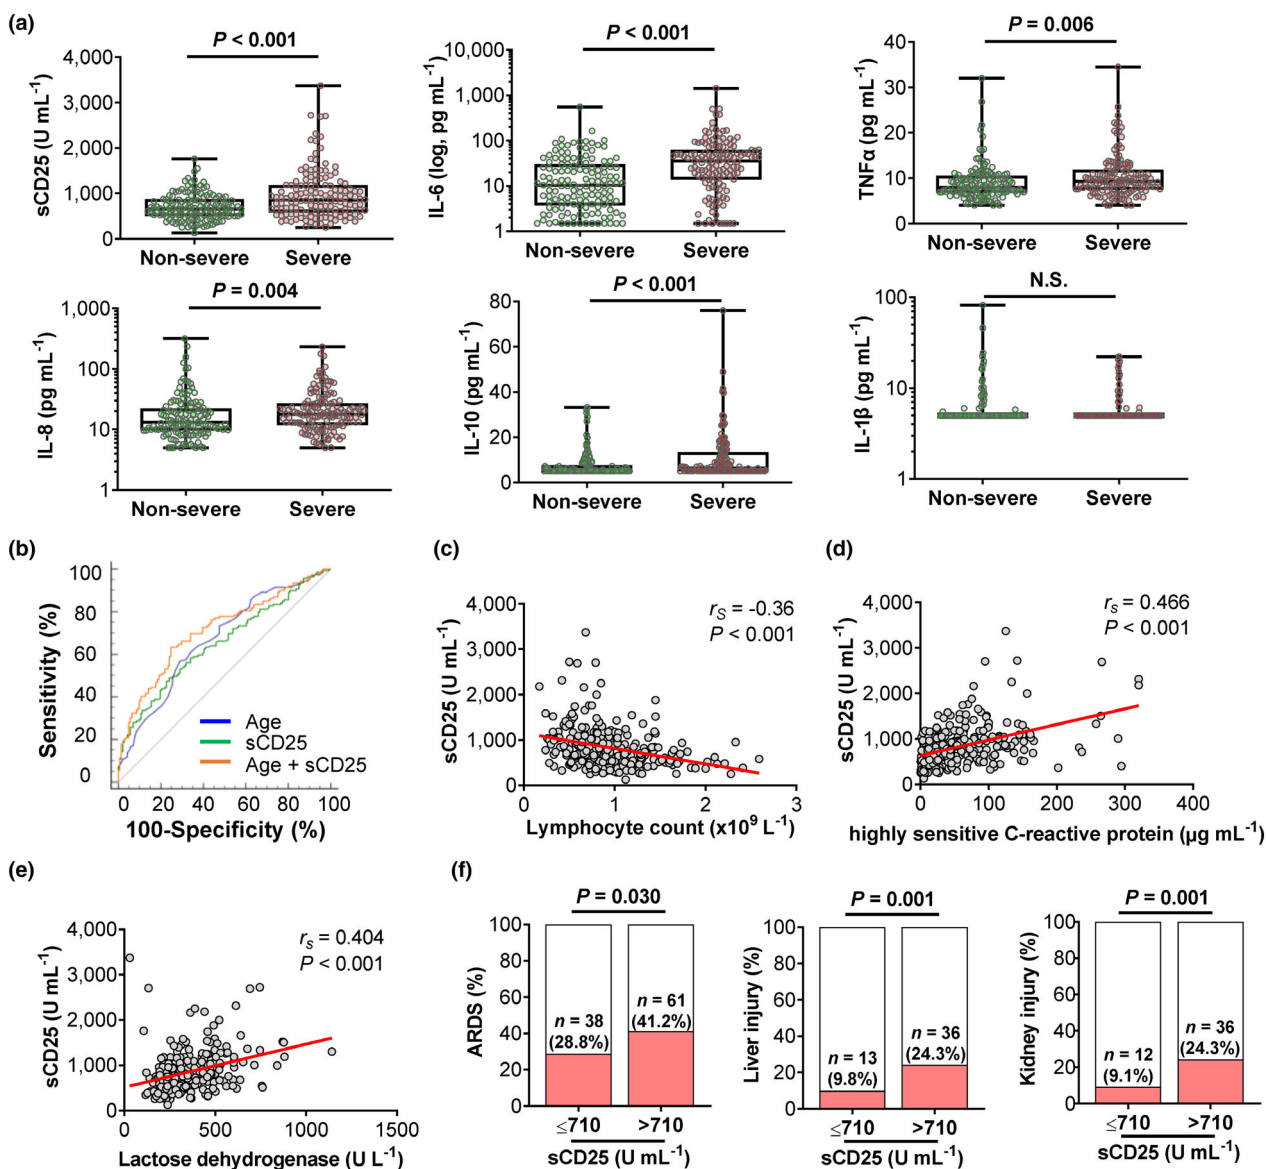 (a)
P < 0.001
4,000
3,000
2,000
1,000
0
sCD25 (U mL⁻¹)
Non-severe Severe
P < 0.001
10,000
1,000
100
10
1
IL-6 (log, pg mL⁻¹)
Non-severe Severe
P = 0.006
40
30
20
10
0
TNFα (pg mL⁻¹)
Non-severe Severe
P = 0.004
1,000
100
10
1
IL-8 (pg mL⁻¹)
Non-severe Severe
P < 0.001
80
60
40
20
0
IL-10 (pg mL⁻¹)
Non-severe Severe
N.S.
100
10
1
IL-1β (pg mL⁻¹)
Non-severe Severe
(b)
100
80
60
40
20
0
Sensitivity (%)
Age
sCD25
Age + sCD25
0 20 40 60 80 100
100-Specificity (%)
(c)
4,000
3,000
2,000
1,000
0
sCD25 (U mL⁻¹)
rS = -0.36
P < 0.001
0 1 2 3
Lymphocyte count (x10⁹ L⁻¹)
(d)
4,000
3,000
2,000
1,000
0
sCD25 (U mL⁻¹)
rs = 0.466
P < 0.001
0 100 200 300 400
highly sensitive C-reactive protein (µg mL⁻¹)
(e)
4,000
3,000
2,000
1,000
0
sCD25 (U mL⁻¹)
rs = 0.404
P < 0.001
0 500 1000 1500
Lactose dehydrogenase (U L⁻¹)
(f)
P = 0.030
100
80
60
40
20
0
ARDS (%)
n = 38
(28.8%)
n = 61
(41.2%)
≤710 >710
sCD25 (U mL⁻¹)
P = 0.001
100
80
60
40
20
0
Liver injury (%)
n = 13
(9.8%)
n = 36
(24.3%)
≤710 >710
sCD25 (U mL⁻¹)
P = 0.001
100
80
60
40
20
0
Kidney injury (%)
n = 12
(9.1%)
n = 36
(24.3%)
≤710 >710
sCD25 (U mL⁻¹)